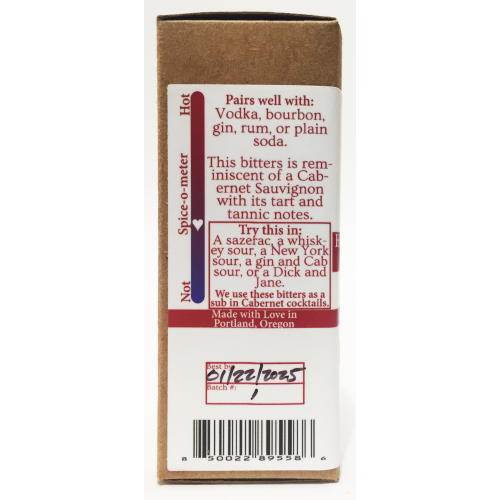 Hot
Spice-o-meter
Not
Pairs well with:
Vodka, bourbon,
gin, rum, or plain
soda.
This bitters is rem-
iniscent of a Cab-
ernet Sauvignon
with its tart and
tannic notes.
Try this in:
A sazerac, a whisk-
ey sour, a New York
sour, a gin and Cab
sour, or a Dick and
Jane.
We use these bitters as a
sub in Cabernet cocktails.
Made with Love in
Portland, Oregon
Best by:
01/22/2025
Batch #:
1
8 50022 89558 6